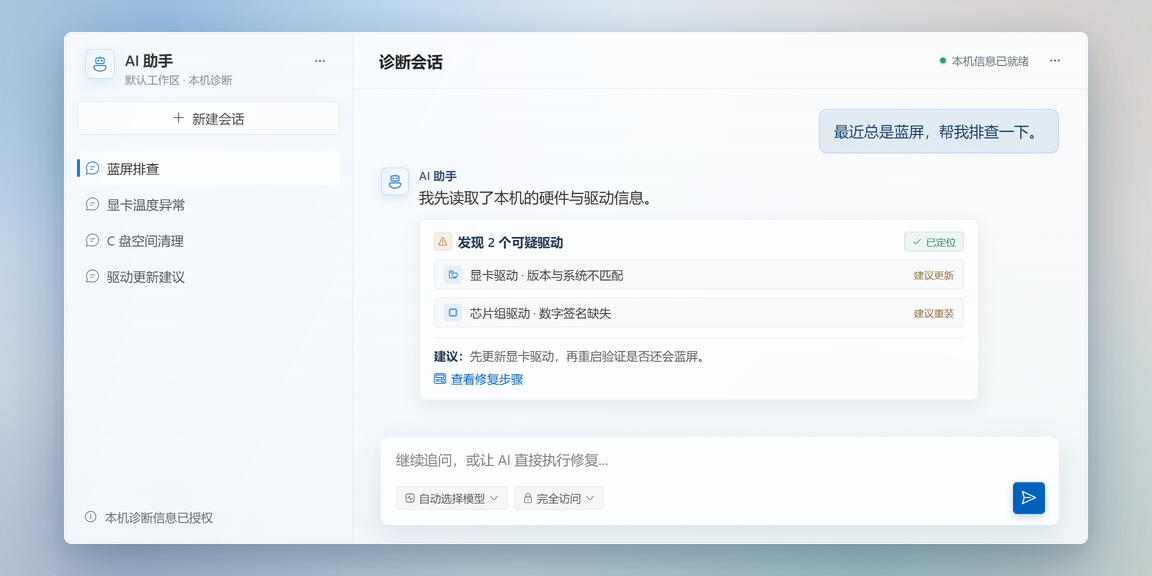 AI 助手
默认工作区 · 本机诊断
新建会话
蓝屏排查
显卡温度异常
C 盘空间清理
驱动更新建议
本机诊断信息已授权
诊断会话
本机信息已就绪
最近总是蓝屏，帮我排查一下。
AI 助手
我先读取了本机的硬件与驱动信息。
发现 2 个可疑驱动
已定位
显卡驱动 · 版本与系统不匹配
建议更新
芯片组驱动 · 数字签名缺失
建议重装
建议：先更新显卡驱动，再重启验证是否还会蓝屏。
查看修复步骤
继续追问，或让 AI 直接执行修复...
自动选择模型
完全访问